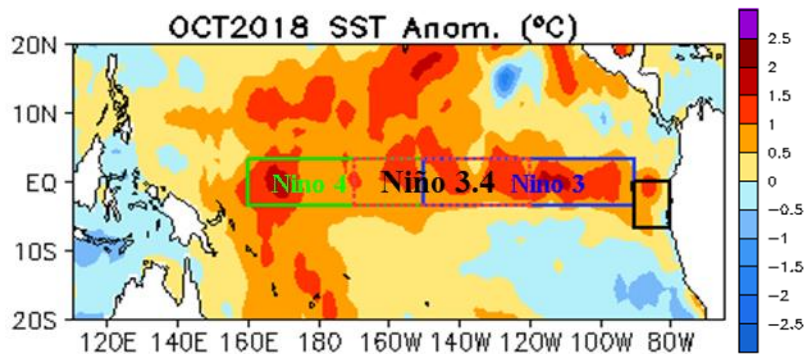 OCT2018 SST Anom. (ºC)
20N
10N
EQ
10S
20S
Nino 4
Niño 3.4
Nino 3
120E 140E 160E 180 160W 140W 120W 100W 80W
2.5
2
1.5
1
0.5
0
-0.5
-1
-1.5
-2
-2.5